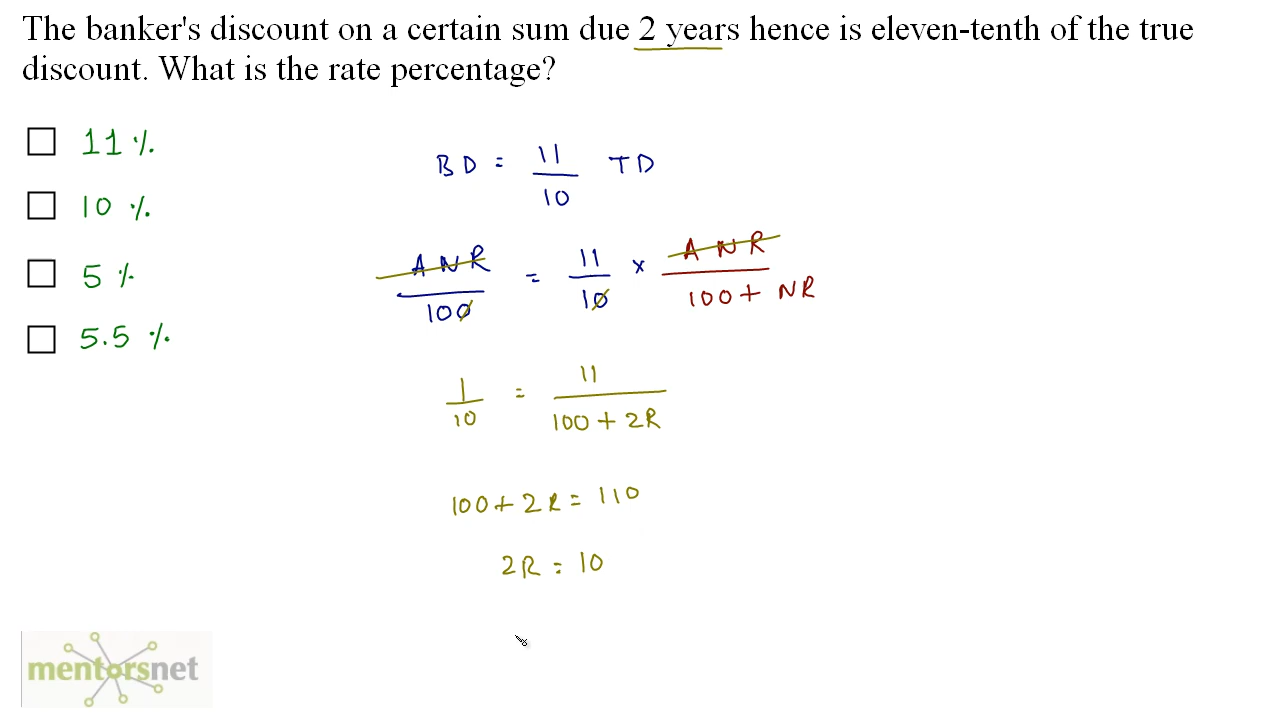 The banker's discount on a certain sum due 2 years hence is eleven-tenth of the true
discount. What is the rate percentage?
11 %
10 %
5 %
5.5 %
BD = 11/10 TD
ANR/100 = 11/10 x ANR/100 + NR
1/10 = 11/100 + 2R
100 + 2R = 110
2R = 10
mentorsnet